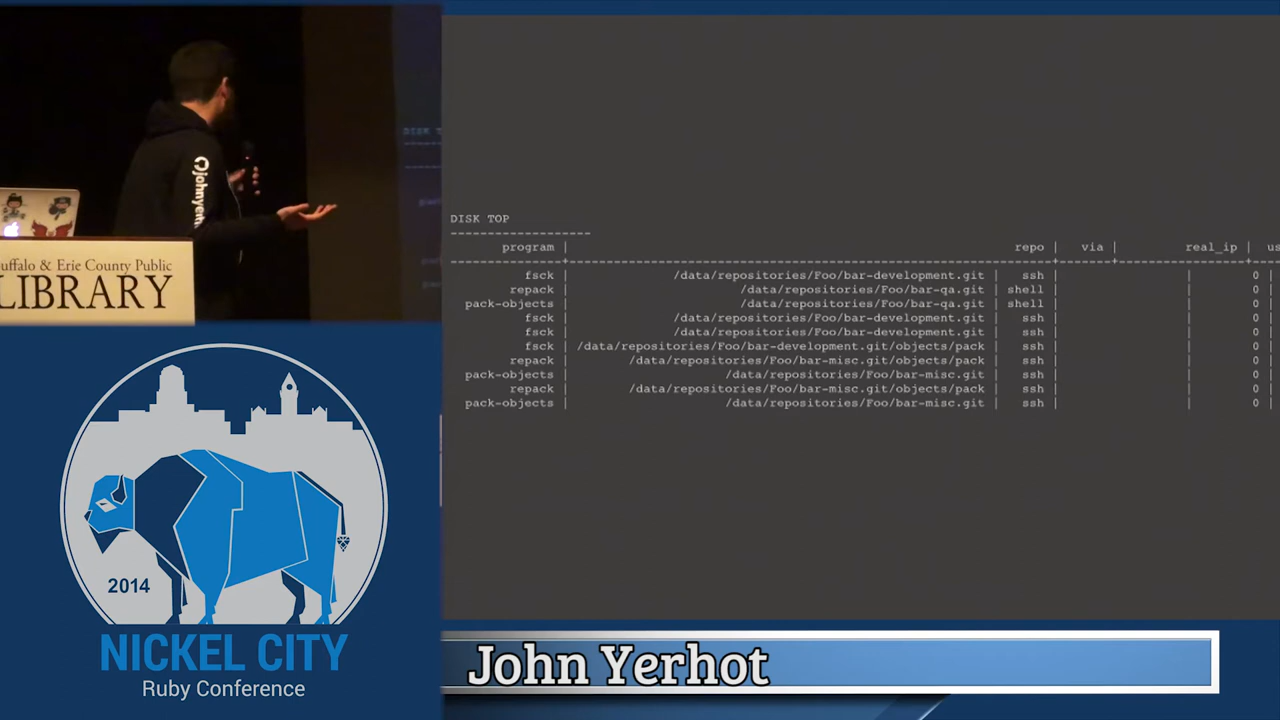 johnyerh
uffalo & Erie County Public
LIBRARY
DISK TOP
-------------------
program | repo | via | real_ip | us
fsck | /data/repositories/Foo/bar-development.git | ssh | | 0 |
repack | /data/repositories/Foo/bar-qa.git | shell | | 0 |
pack-objects | /data/repositories/Foo/bar-qa.git | shell | | 0 |
fsck | /data/repositories/Foo/bar-development.git | ssh | | 0 |
fsck | /data/repositories/Foo/bar-development.git | ssh | | 0 |
fsck | /data/repositories/Foo/bar-development.git/objects/pack | ssh | | 0 |
repack | /data/repositories/Foo/bar-misc.git/objects/pack | ssh | | 0 |
pack-objects | /data/repositories/Foo/bar-misc.git | ssh | | 0 |
repack | /data/repositories/Foo/bar-misc.git/objects/pack | ssh | | 0 |
pack-objects | /data/repositories/Foo/bar-misc.git | ssh | | 0 |
2014
NICKEL CITY
Ruby Conference
John Yerhot